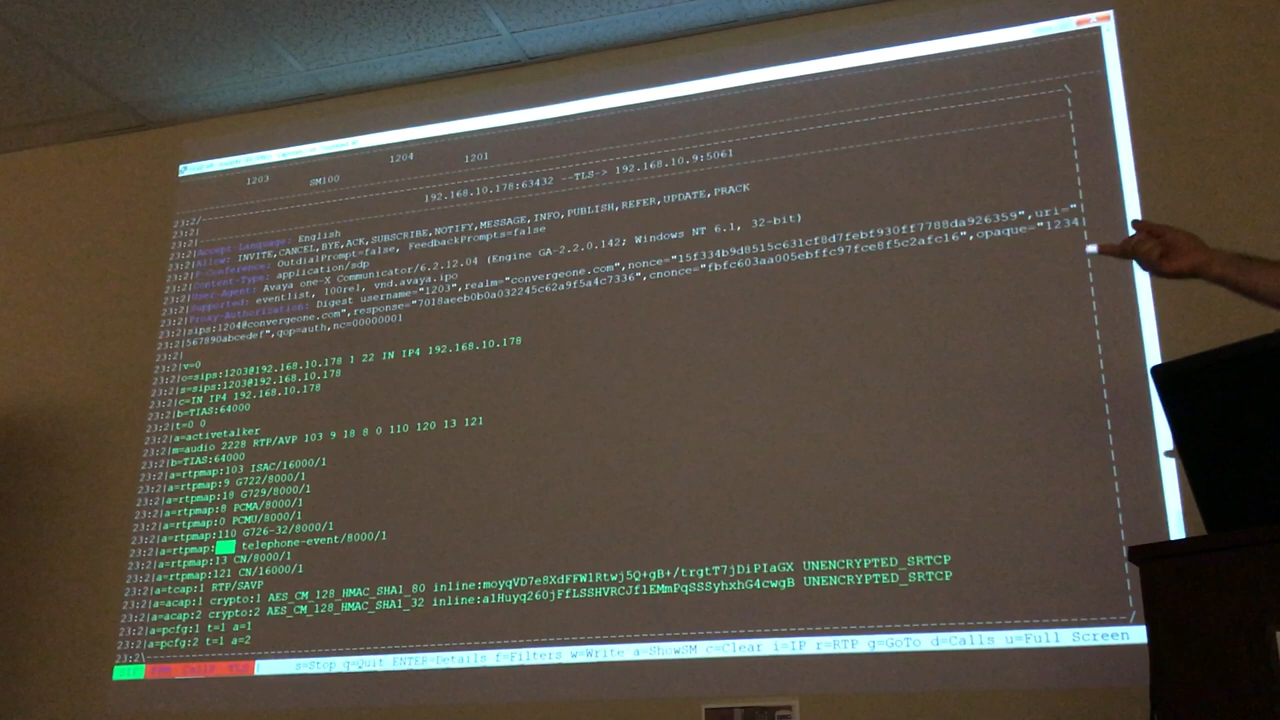 1204 1201
1203 SM100
192.168.10.178:63432 --TLS-> 192.168.10.9:5061
23:2/
23:2|
23:2|Accept-Language: English
23:2|Allow: INVITE,CANCEL,BYE,ACK,SUBSCRIBE,NOTIFY,MESSAGE,INFO,PUBLISH,REFER,UPDATE,PRACK
23:2|P-Conference: OutdialPrompt=false, FeedbackPrompts=false
23:2|Content-Type: application/sdp
23:2|User-Agent: Avaya one-X Communicator/6.2.12.04 (Engine GA-2.2.0.142; Windows NT 6.1, 32-bit)
23:2|Supported: eventlist, 100rel, vnd.avaya.ipo
23:2|Proxy-Authorization: Digest username="1203",realm="convergeone.com",nonce="15f334b9d8515c631cf8d7febf930ff7788da926359",uri="
23:2|sips:1204@convergeone.com",response="7018aeeb0b0a032245c62a9f5a4c7336",cnonce="fbfc603aa005ebffc97fce8f5c2afc16",opaque="1234
23:2|567890abcedef",qop=auth,nc=00000001
23:2|
23:2|v=0
23:2|o=sips:1203@192.168.10.178 1 22 IN IP4 192.168.10.178
23:2|s=sips:1203@192.168.10.178
23:2|c=IN IP4 192.168.10.178
23:2|b=TIAS:64000
23:2|t=0 0
23:2|a=activetalker
23:2|m=audio 2228 RTP/AVP 103 9 18 8 0 110 120 13 121
23:2|b=TIAS:64000
23:2|a=rtpmap:103 ISAC/16000/1
23:2|a=rtpmap:9 G722/8000/1
23:2|a=rtpmap:18 G729/8000/1
23:2|a=rtpmap:8 PCMA/8000/1
23:2|a=rtpmap:0 PCMU/8000/1
23:2|a=rtpmap:110 G726-32/8000/1
23:2|a=rtpmap: telephone-event/8000/1
23:2|a=rtpmap:13 CN/8000/1
23:2|a=rtpmap:121 CN/16000/1
23:2|a=tcap:1 RTP/SAVP
23:2|a=acap:1 crypto:1 AES_CM_128_HMAC_SHA1_80 inline:moyqVD7e8XdFFW1Rtwj5Q+gB+/trgtT7jDiPIaGX UNENCRYPTED_SRTCP
23:2|a=acap:2 crypto:2 AES_CM_128_HMAC_SHA1_32 inline:a1Huyq260jFfLSSHVRCJf1EMmPqSSSyhxhG4cwgB UNENCRYPTED_SRTCP
23:2|a=pcfg:1 t=1 a=1
23:2|a=pcfg:2 t=1 a=2
23:2\
s=Stop q=Quit ENTER=Details f=Filters w=Write a=ShowSM c=Clear i=IP r=RTP g=GoTo d=Calls u=Full Screen